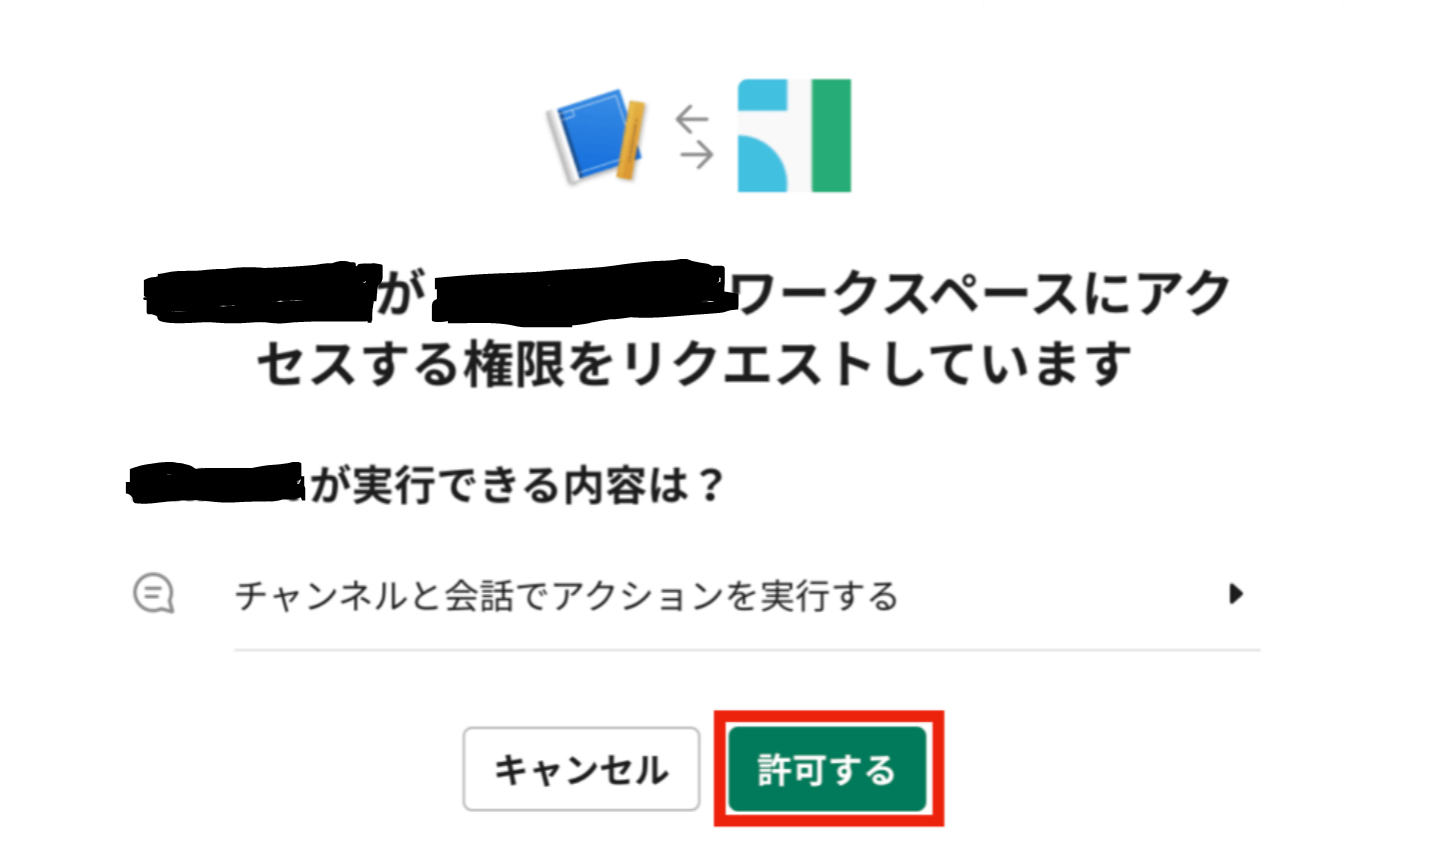 が ワークスペースにアク
セスする権限をリクエストしています
が実行できる内容は？
チャンネルと会話でアクションを実行する
キャンセル
許可する